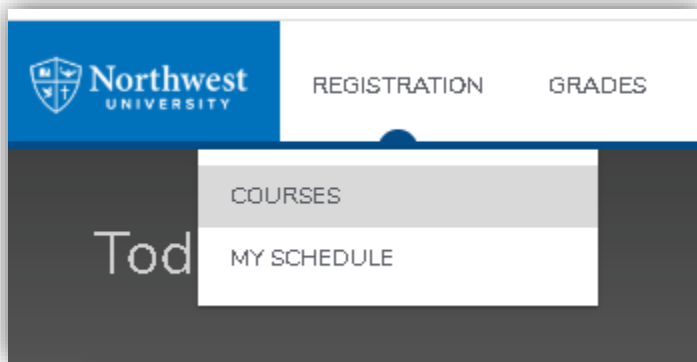 Northwest
UNIVERSITY
REGISTRATION
GRADES
COURSES
MY SCHEDULE
Tod